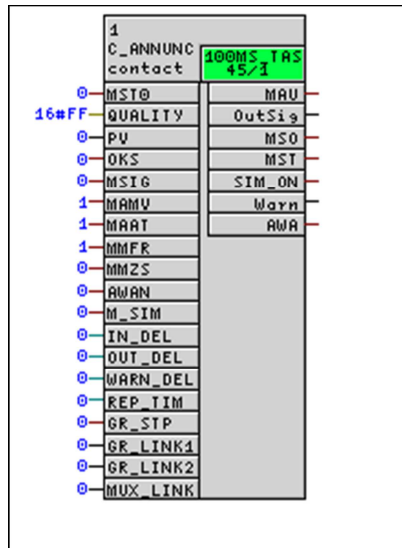 1
C_ANNUNC
contact
100MS_TAS
45/1
0 MST0 MAV
16#FF QUALITY OutSig
0 PV MSO
0 OKS MST
0 MSIG SIM_ON
1 MAMV Warn
1 MAAT AWA
1 MMFR
0 MMZS
0 AWAN
0 M_SIM
0 IN_DEL
0 OUT_DEL
0 WARN_DEL
0 REP_TIM
0 GR_STP
0 GR_LINK1
0 GR_LINK2
0 MUX_LINK